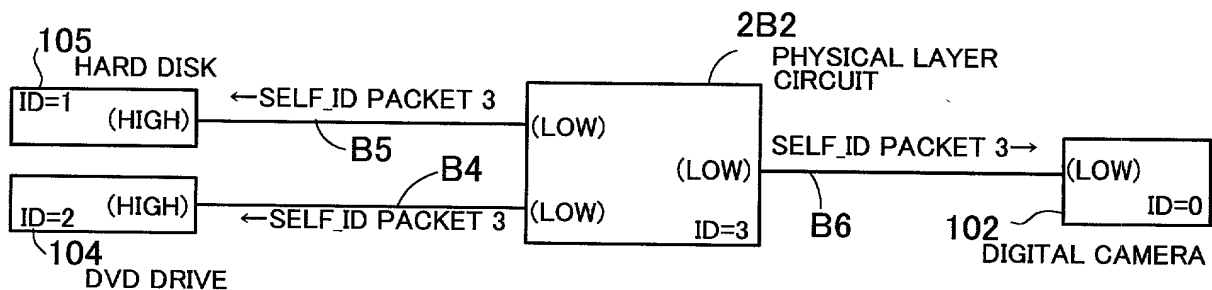 105
HARD DISK
ID=1
(HIGH)
←SELF_ID PACKET 3
B5
(LOW)
2B2
PHYSICAL LAYER
CIRCUIT
(LOW)
SELF_ID PACKET 3→
B6
(LOW)
ID=0
102
DIGITAL CAMERA
B4
(HIGH)
ID=2
←SELF_ID PACKET 3
(LOW)
ID=3
104
DVD DRIVE